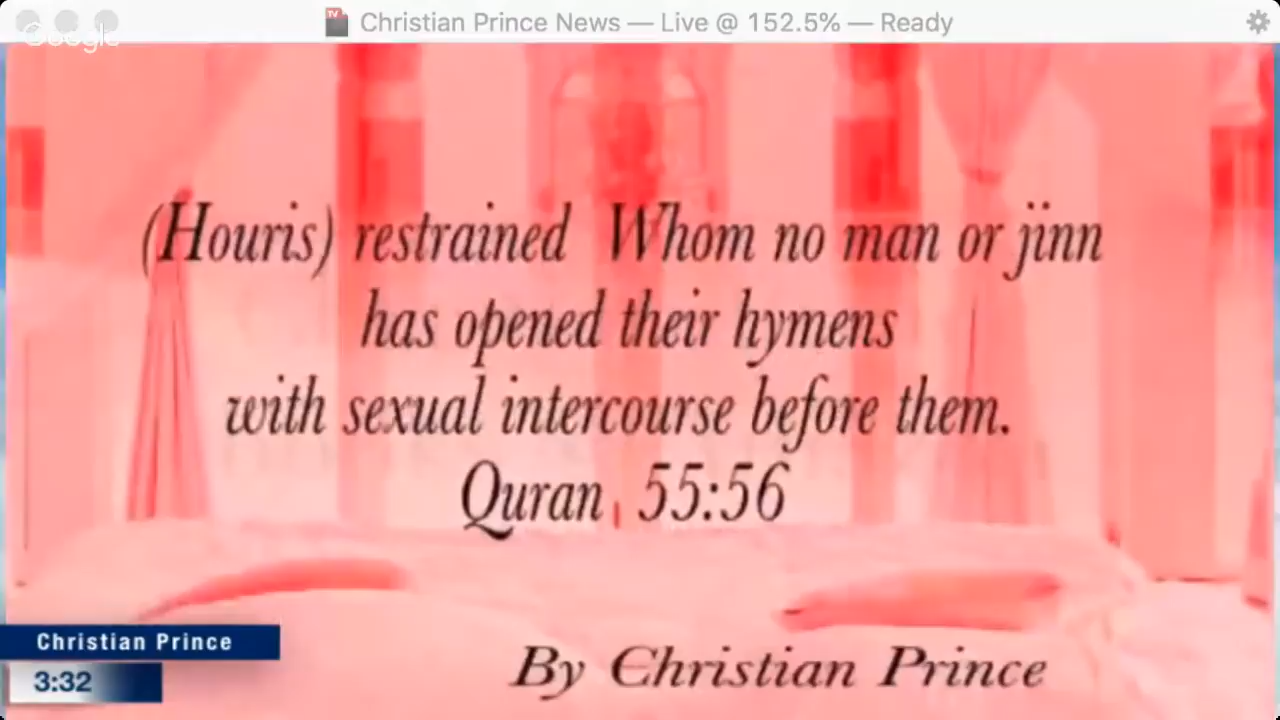 Christian Prince News — Live @ 152.5% — Ready
Google
(Houris) restrained Whom no man or jinn
has opened their hymens
with sexual intercourse before them.
Quran 55:56
By Christian Prince
Christian Prince
3:32